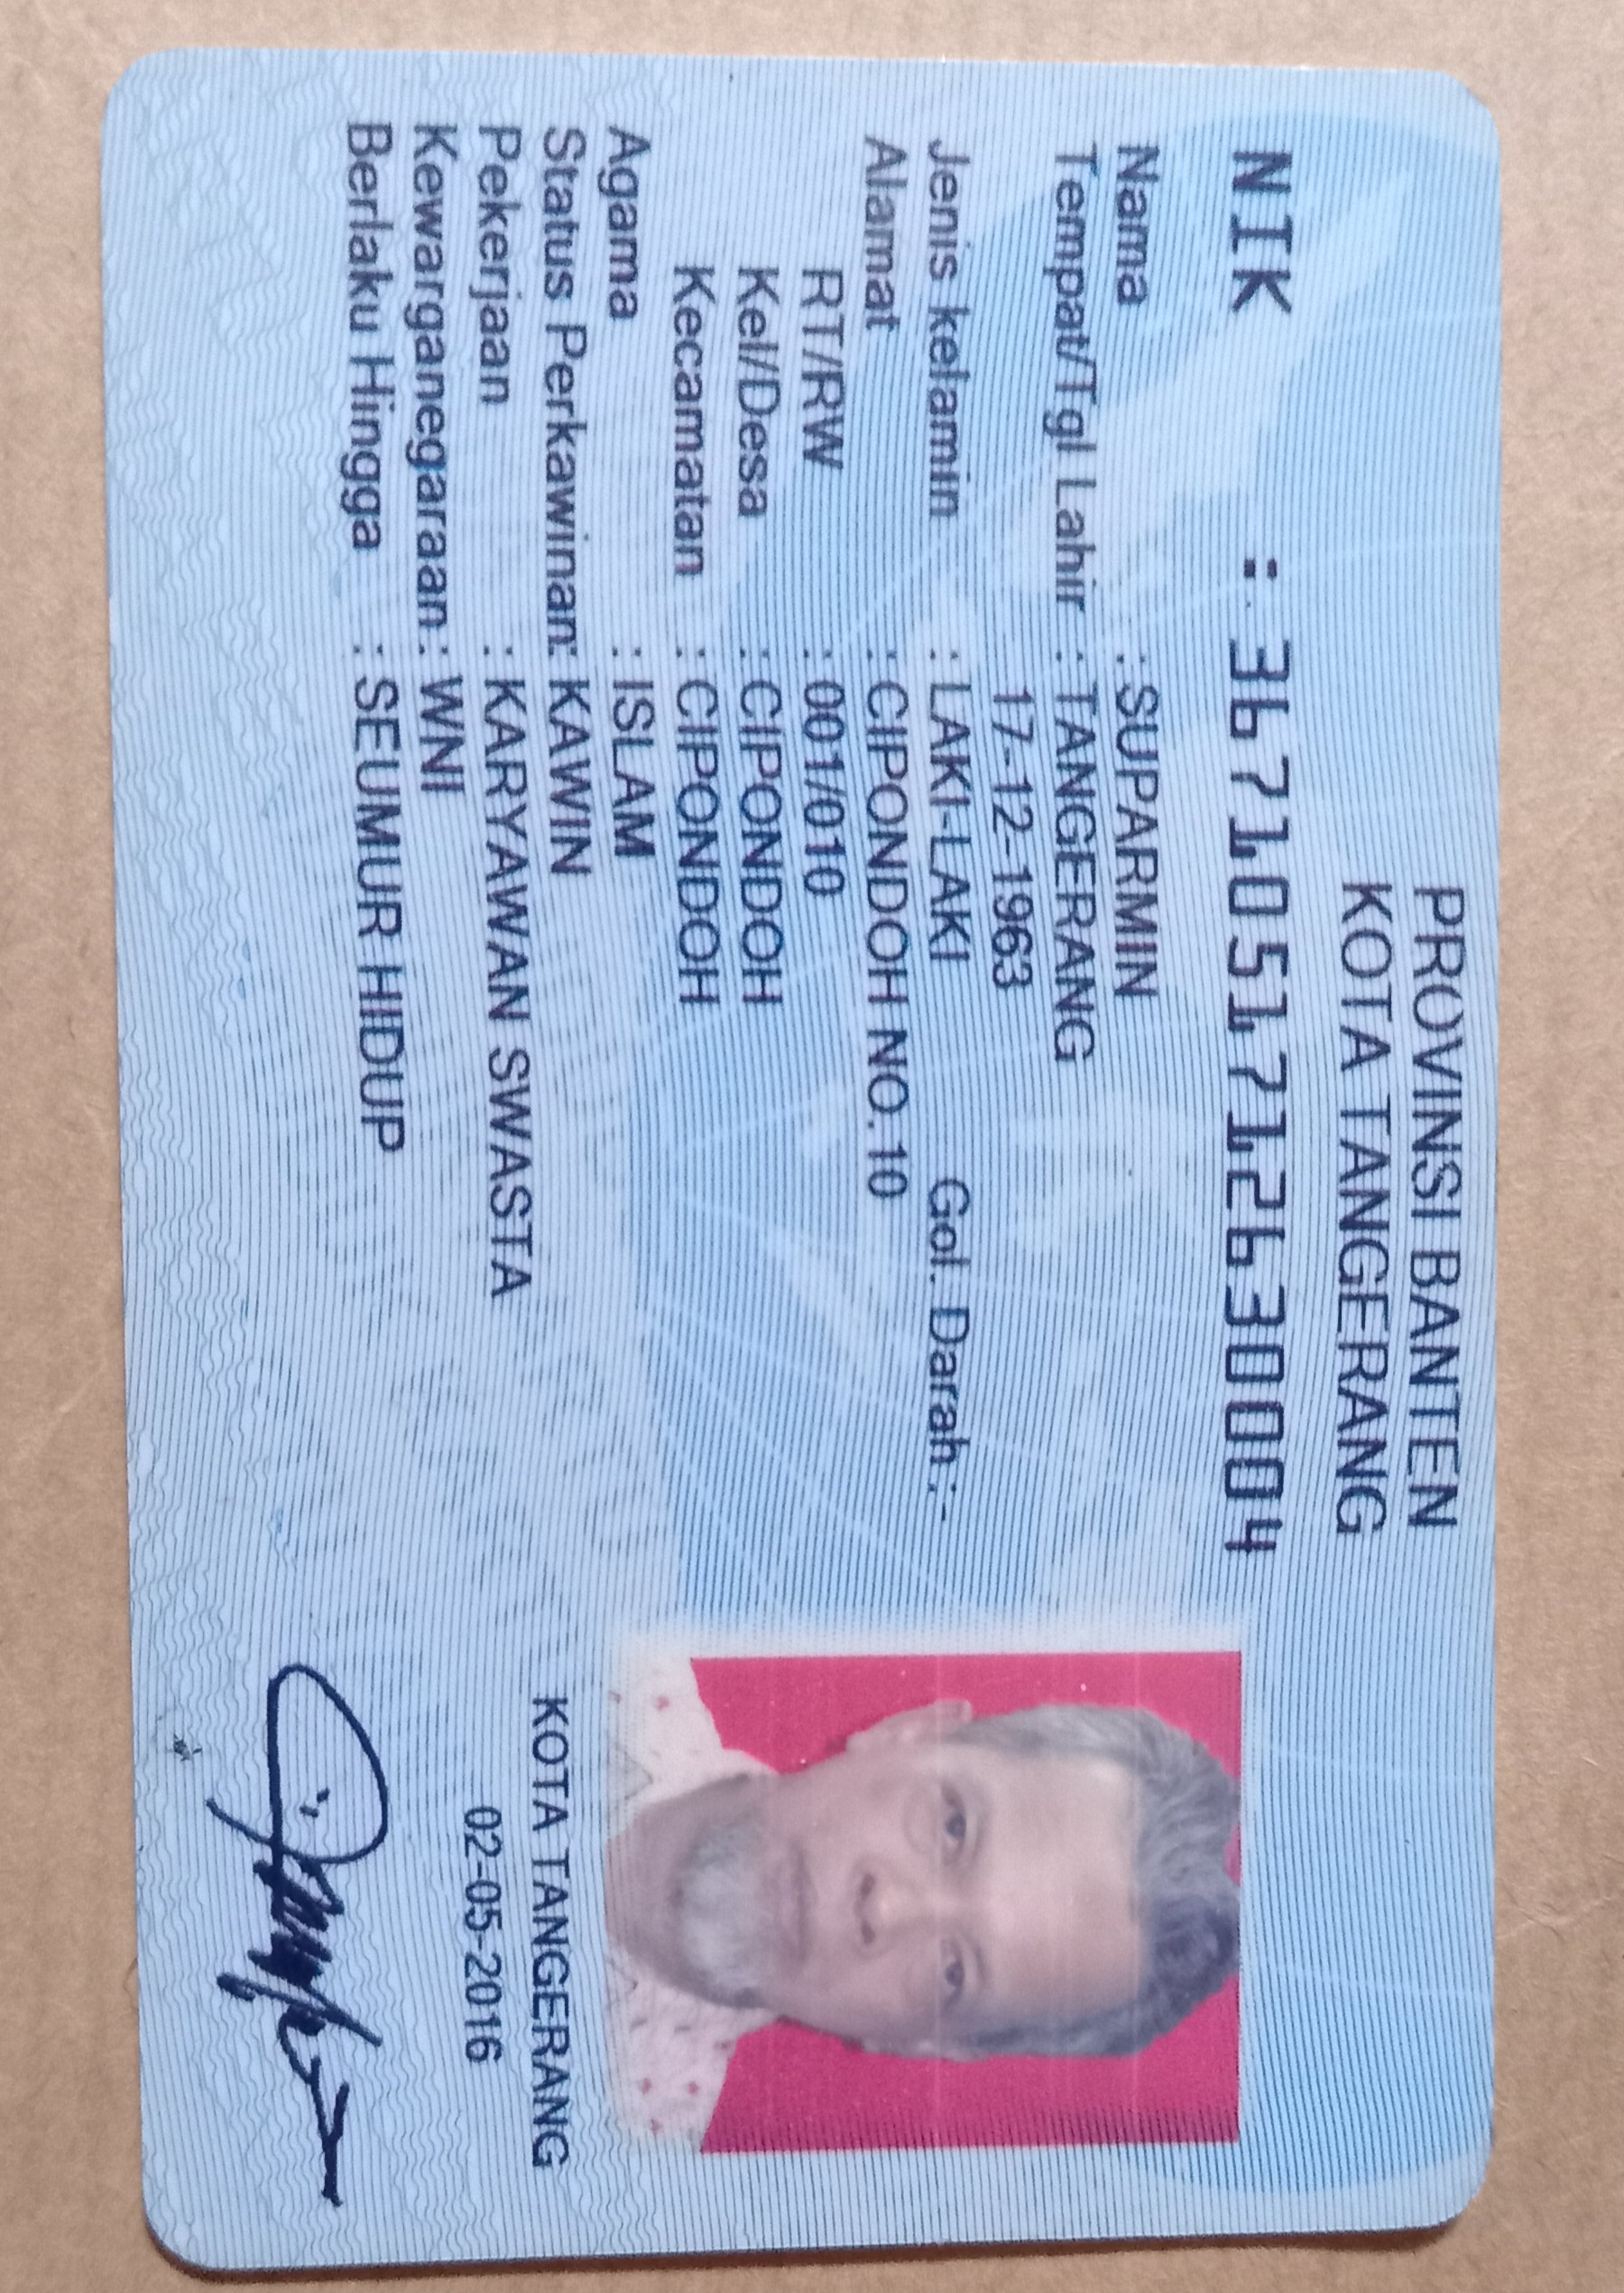 PROVINSI BANTEN
KOTA TANGERANG
NIK : 3671051712630004
Nama : SUPARMIN
Tempat/Tgl Lahir : TANGERANG
17-12-1963
Jenis kelamin : LAKI-LAKI Gol. Darah :-
Alamat : CIPONDOH NO.10
RT/RW : 001/010
Kel/Desa : CIPONDOH
Kecamatan : CIPONDOH
Agama : ISLAM
Status Perkawinan: KAWIN
Pekerjaan : KARYAWAN SWASTA
Kewarganegaraan : WNI
Berlaku Hingga : SEUMUR HIDUP
KOTA TANGERANG
02-05-2016